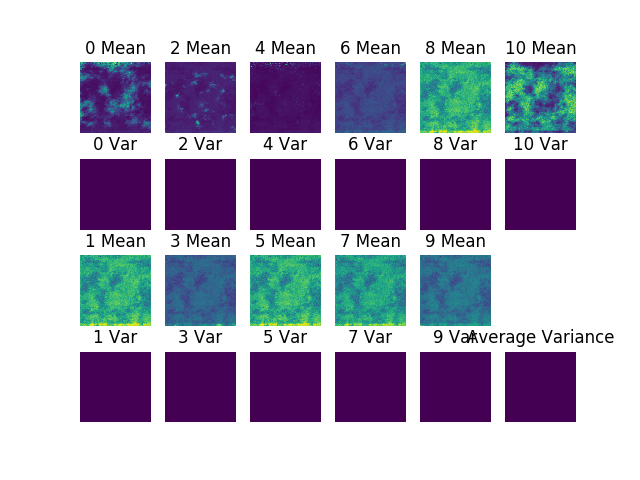 0 Mean 2 Mean 4 Mean 6 Mean 8 Mean 10 Mean
0 Var 2 Var 4 Var 6 Var 8 Var 10 Var
1 Mean 3 Mean 5 Mean 7 Mean 9 Mean
1 Var 3 Var 5 Var 7 Var 9 Var Average Variance